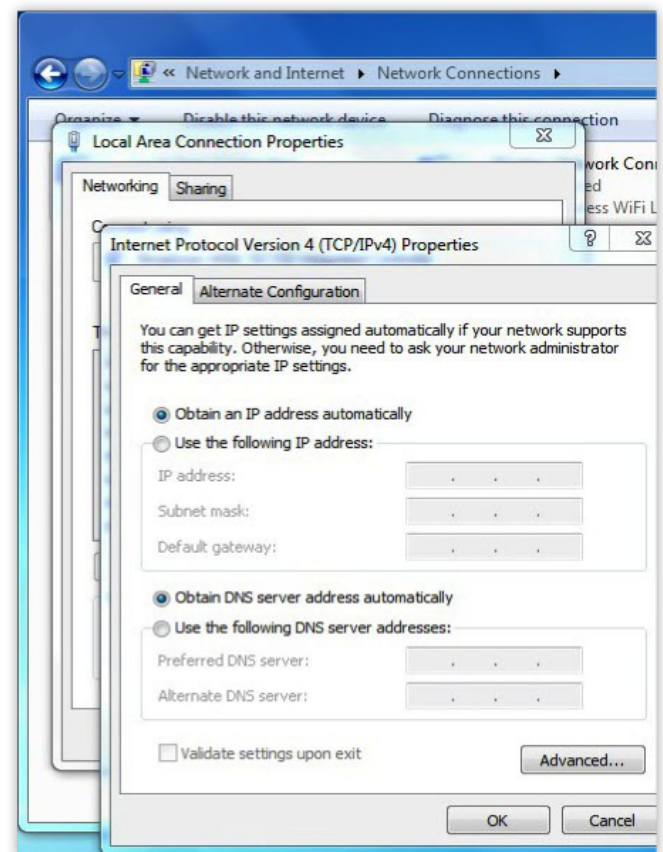 « Network and Internet ▸ Network Connections ▸
Organize ▾ Disable this network device Diagnose this connection
Local Area Connection Properties
Networking Sharing
Internet Protocol Version 4 (TCP/IPv4) Properties
General Alternate Configuration
You can get IP settings assigned automatically if your network supports
this capability. Otherwise, you need to ask your network administrator
for the appropriate IP settings.
Obtain an IP address automatically
Use the following IP address:
IP address:
Subnet mask:
Default gateway:
Obtain DNS server address automatically
Use the following DNS server addresses:
Preferred DNS server:
Alternate DNS server:
Validate settings upon exit
Advanced...
OK Cancel